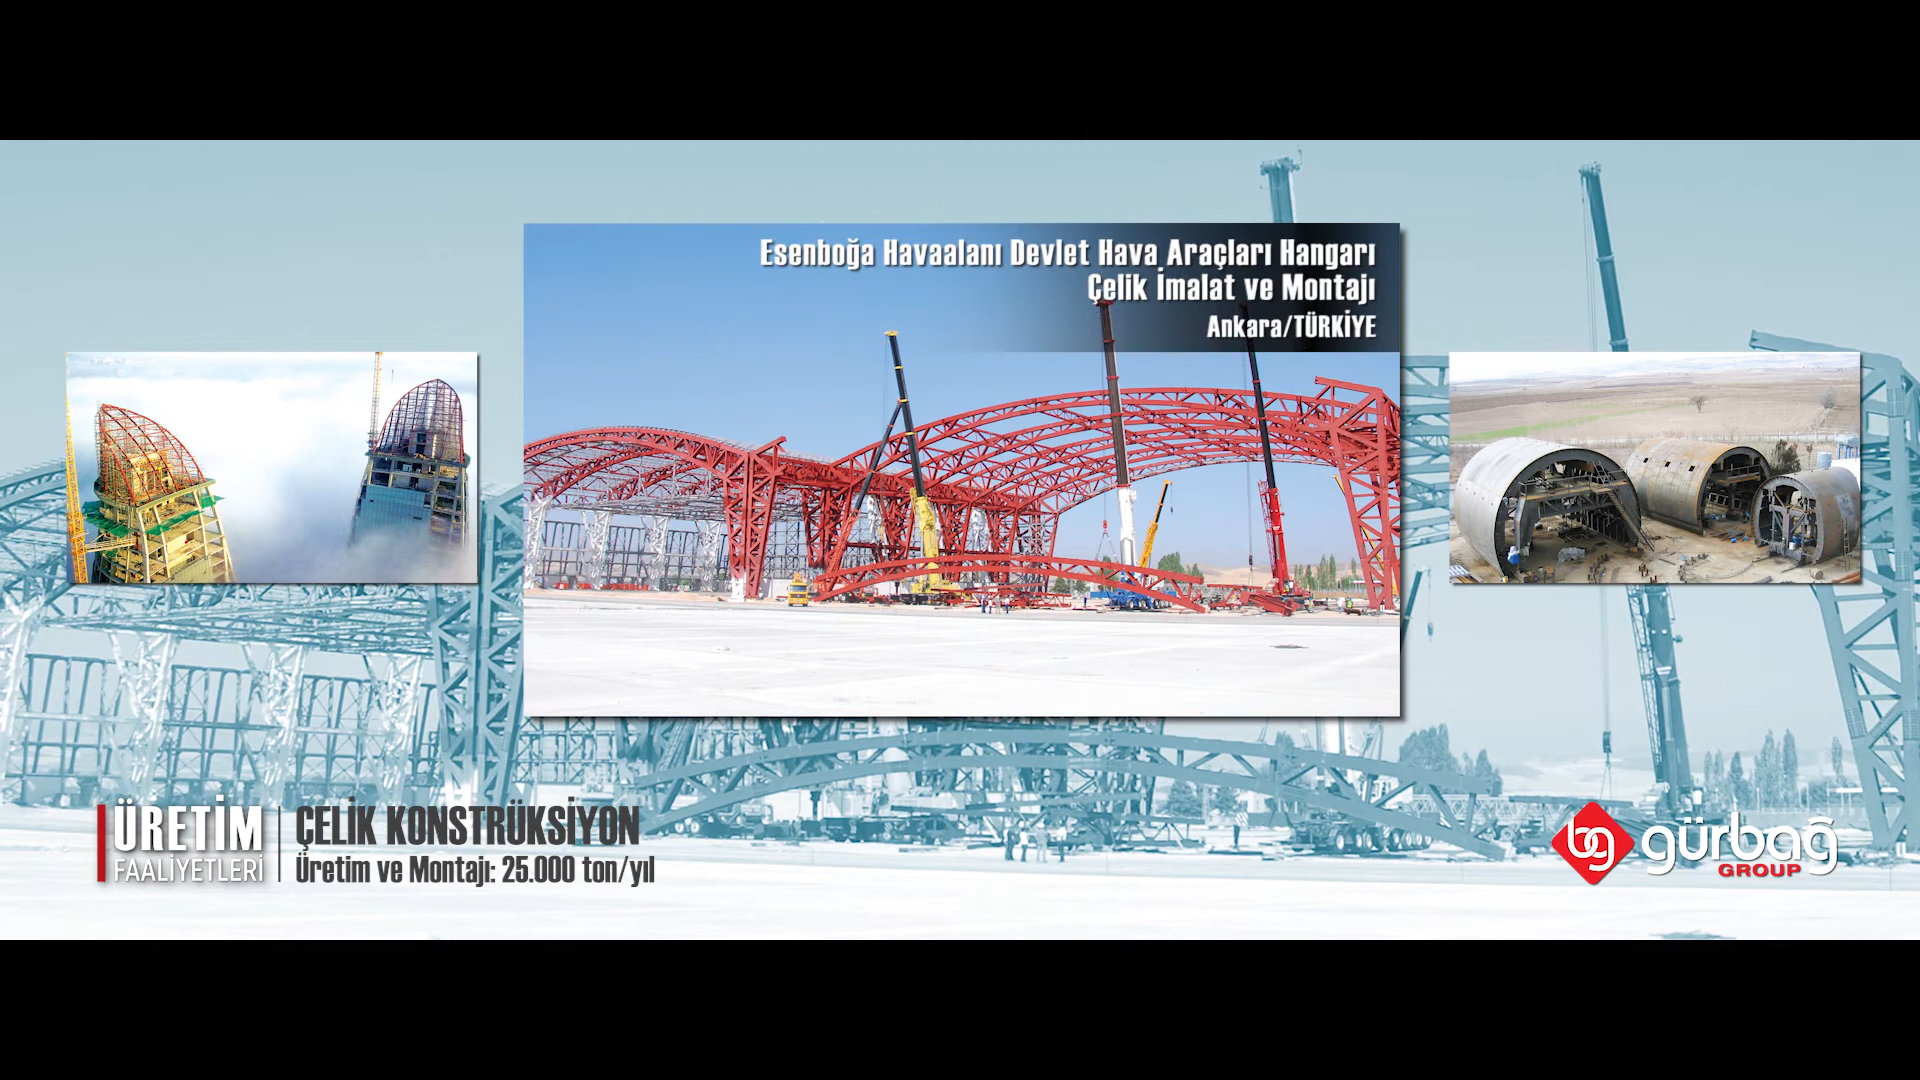 Esenboğa Havaalanı Devlet Hava Araçları Hangarı
Çelik İmalat ve Montajı
Ankara/TÜRKİYE
ÜRETİM
FAALİYETLERİ
ÇELİK KONSTRÜKSİYON
Üretim ve Montajı: 25.000 ton/yıl
bg gürbağ
GROUP